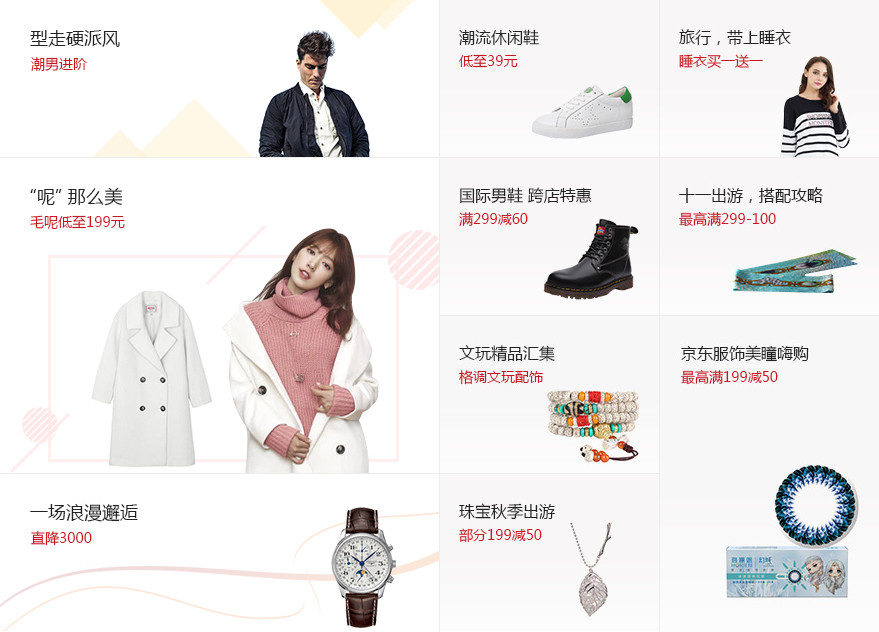 型走硬派风
潮男进阶
潮流休闲鞋
低至39元
旅行，带上睡衣
睡衣买一送一
SHOPPING
MONSTER
“呢” 那么美
毛呢低至199元
国际男鞋 跨店特惠
满299减60
十一出游，搭配攻略
最高满299-100
文玩精品汇集
格调文玩配饰
京东服饰美瞳嗨购
最高满199减50
一场浪漫邂逅
直降3000
珠宝秋季出游
部分199减50
幻城